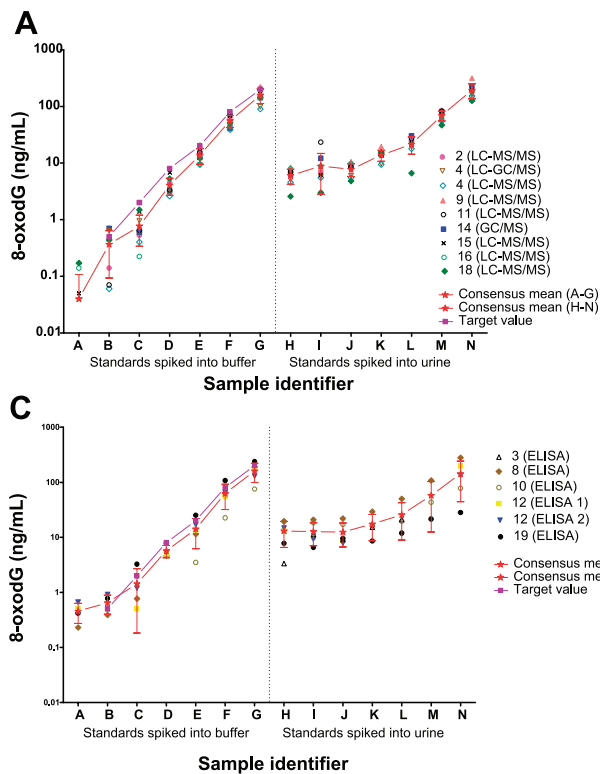 A
1000
100
10
1
0.1
0.01
8-oxodG (ng/mL)
A B C D E F G H I J K L M N
Standards spiked into buffer Standards spiked into urine
Sample identifier
2 (LC-MS/MS)
4 (LC-GC/MS)
4 (LC-MS/MS)
9 (LC-MS/MS)
11 (LC-MS/MS)
14 (GC/MS)
15 (LC-MS/MS)
16 (LC-MS/MS)
18 (LC-MS/MS)
Consensus mean (A-G)
Consensus mean (H-N)
Target value
C
1000
100
10
1
0.1
0.01
8-oxodG (ng/mL)
A B C D E F G H I J K L M N
Standards spiked into buffer Standards spiked into urine
Sample identifier
3 (ELISA)
8 (ELISA)
10 (ELISA)
12 (ELISA 1)
12 (ELISA 2)
19 (ELISA)
Consensus me
Consensus me
Target value